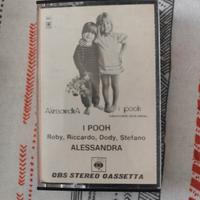 AlessandrA
i pooh
I POOH
Roby, Riccardo, Dody, Stefano
ALESSANDRA
CBS STEREO CASSETTA